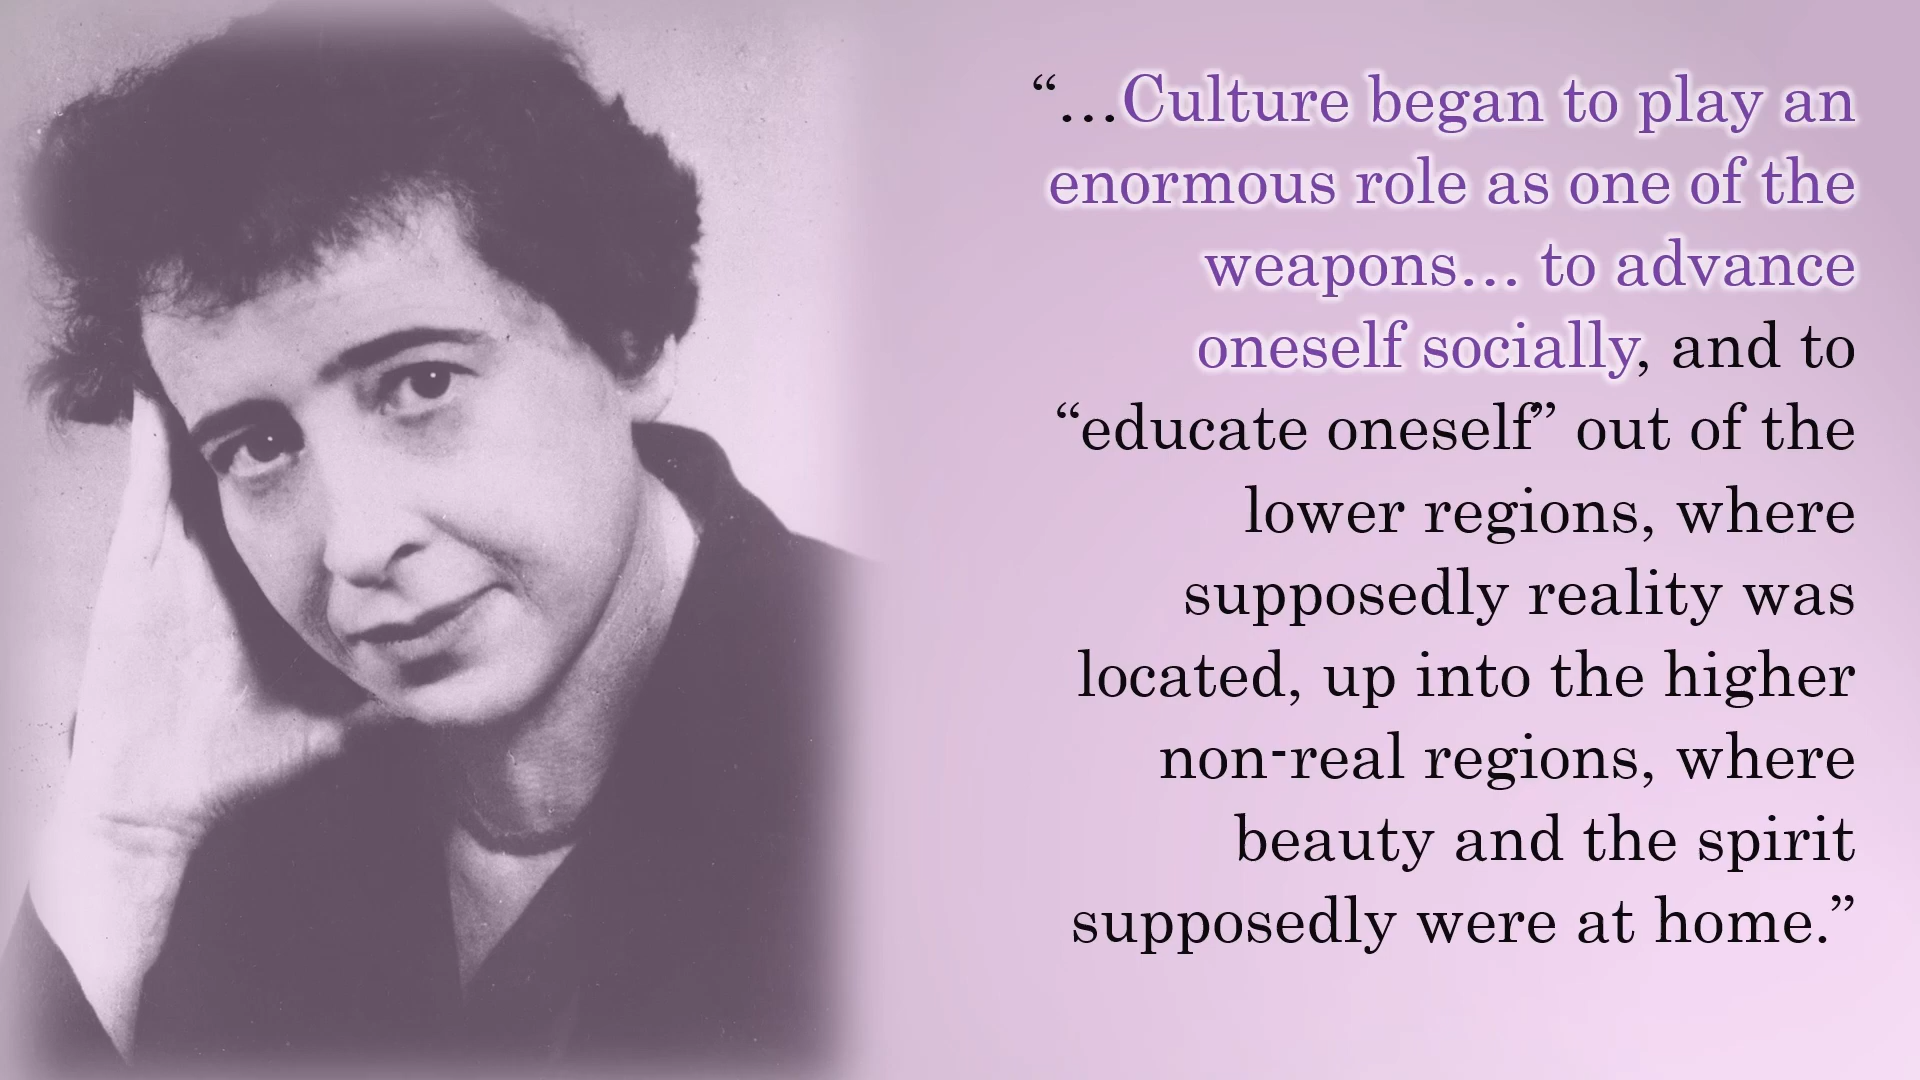 “…Culture began to play an
enormous role as one of the
weapons… to advance
oneself socially, and to
“educate oneself” out of the
lower regions, where
supposedly reality was
located, up into the higher
non-real regions, where
beauty and the spirit
supposedly were at home.”